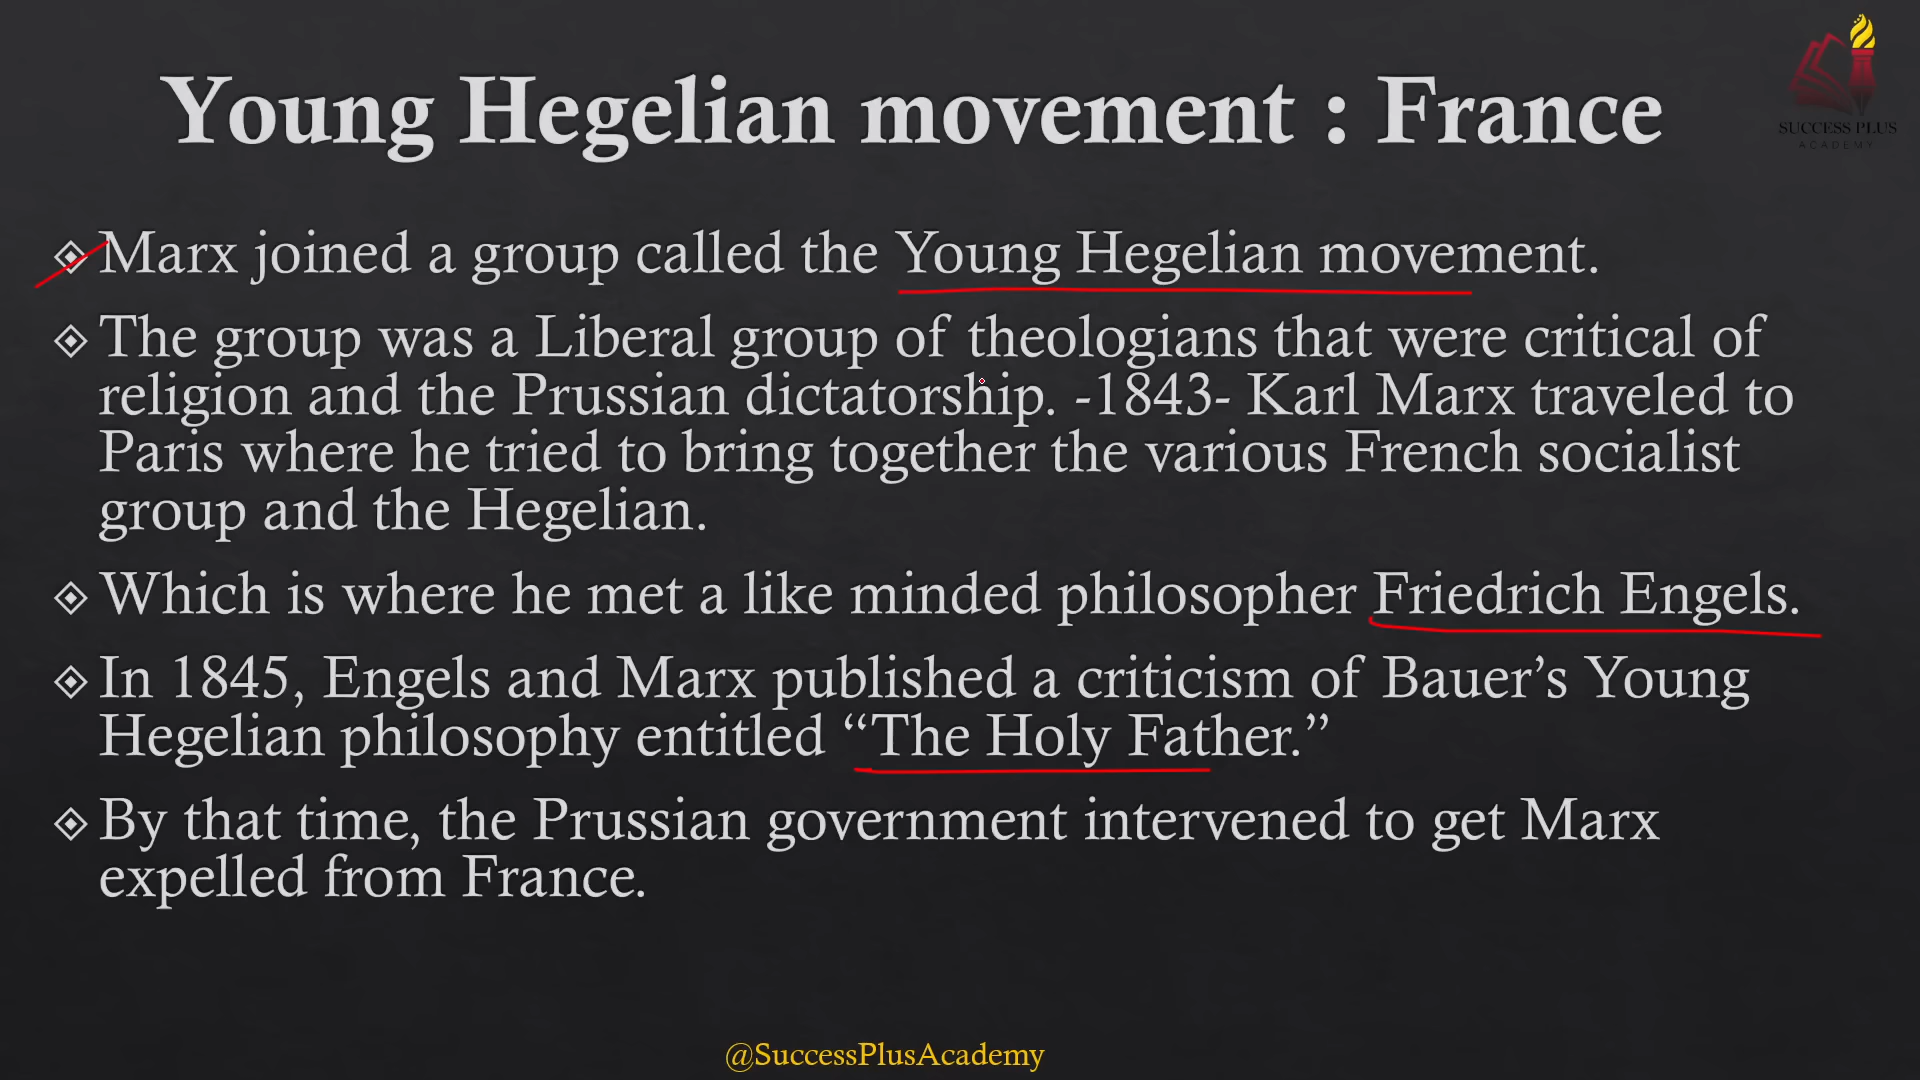 Young Hegelian movement : France
SUCCESS PLUS
ACADEMY
Marx joined a group called the Young Hegelian movement.
The group was a Liberal group of theologians that were critical of
religion and the Prussian dictatorship. -1843- Karl Marx traveled to
Paris where he tried to bring together the various French socialist
group and the Hegelian.
Which is where he met a like minded philosopher Friedrich Engels.
In 1845, Engels and Marx published a criticism of Bauer’s Young
Hegelian philosophy entitled “The Holy Father.”
By that time, the Prussian government intervened to get Marx
expelled from France.
@SuccessPlusAcademy